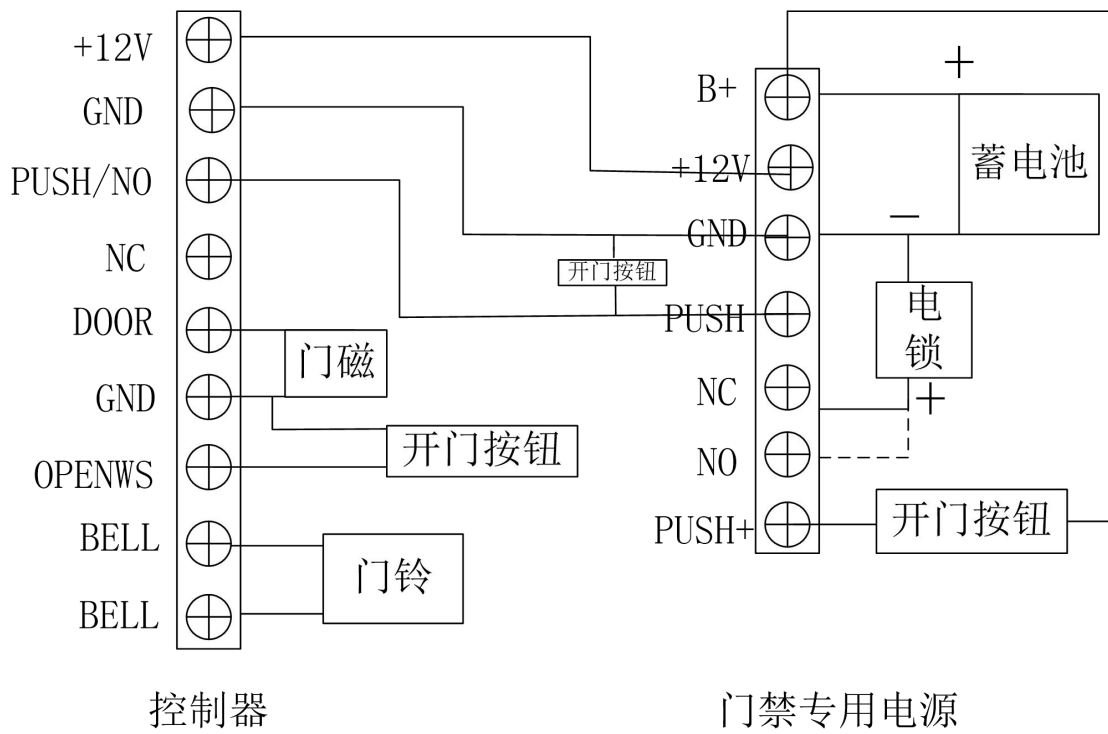 +12V
GND
PUSH/NO
NC
DOOR
GND
OPENWS
BELL
BELL
门磁
开门按钮
门铃
开门按钮
B+
+12V
GND
PUSH
NC
NO
PUSH+
+
蓄电池
−
电
锁
+
开门按钮
控制器
门禁专用电源